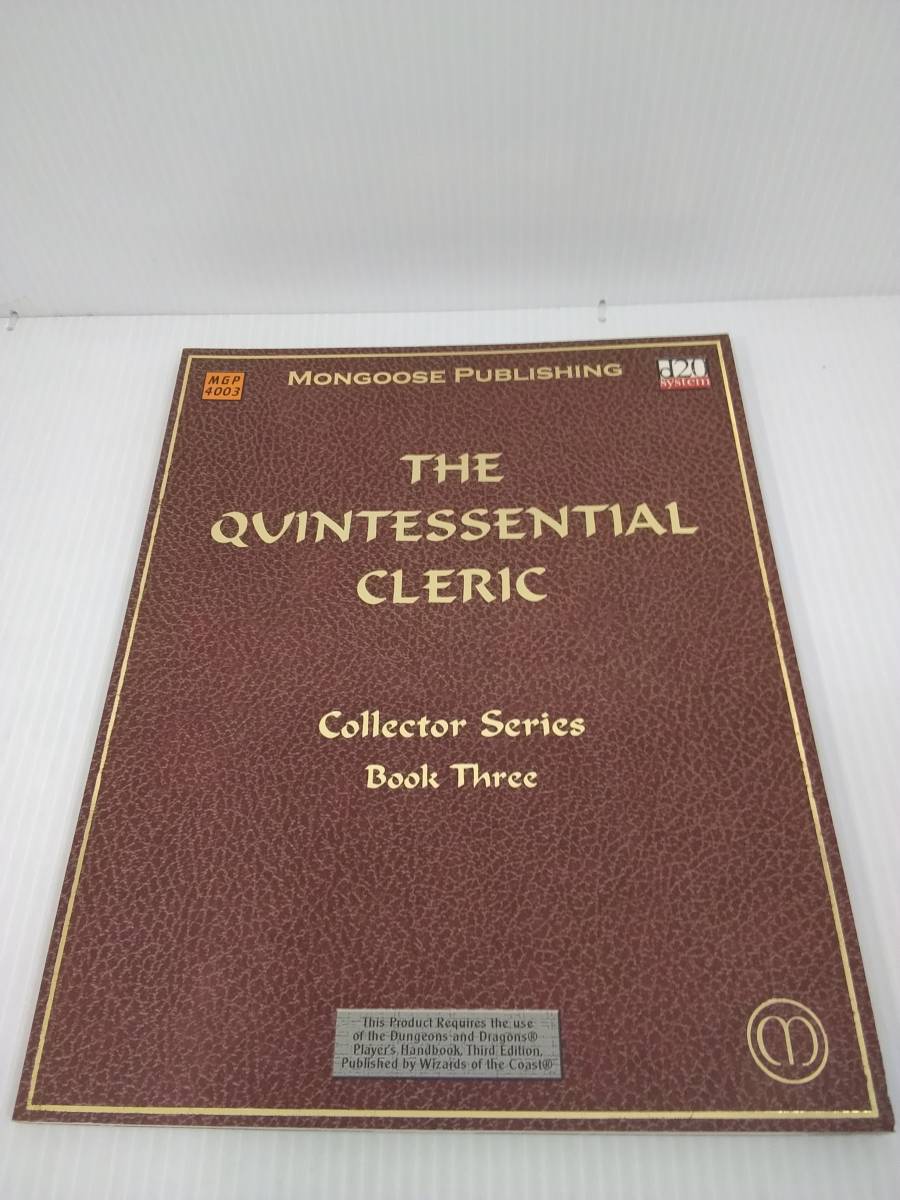 MGP
4003
MONGOOSE PUBLISHING
d20
system
THE
QUINTESSENTIAL
CLERIC
Collector Series
Book Three
This Product Requires the use
of the Dungeons and Dragons®
Player's Handbook, Third Edition,
Published by Wizards of the Coast®
M